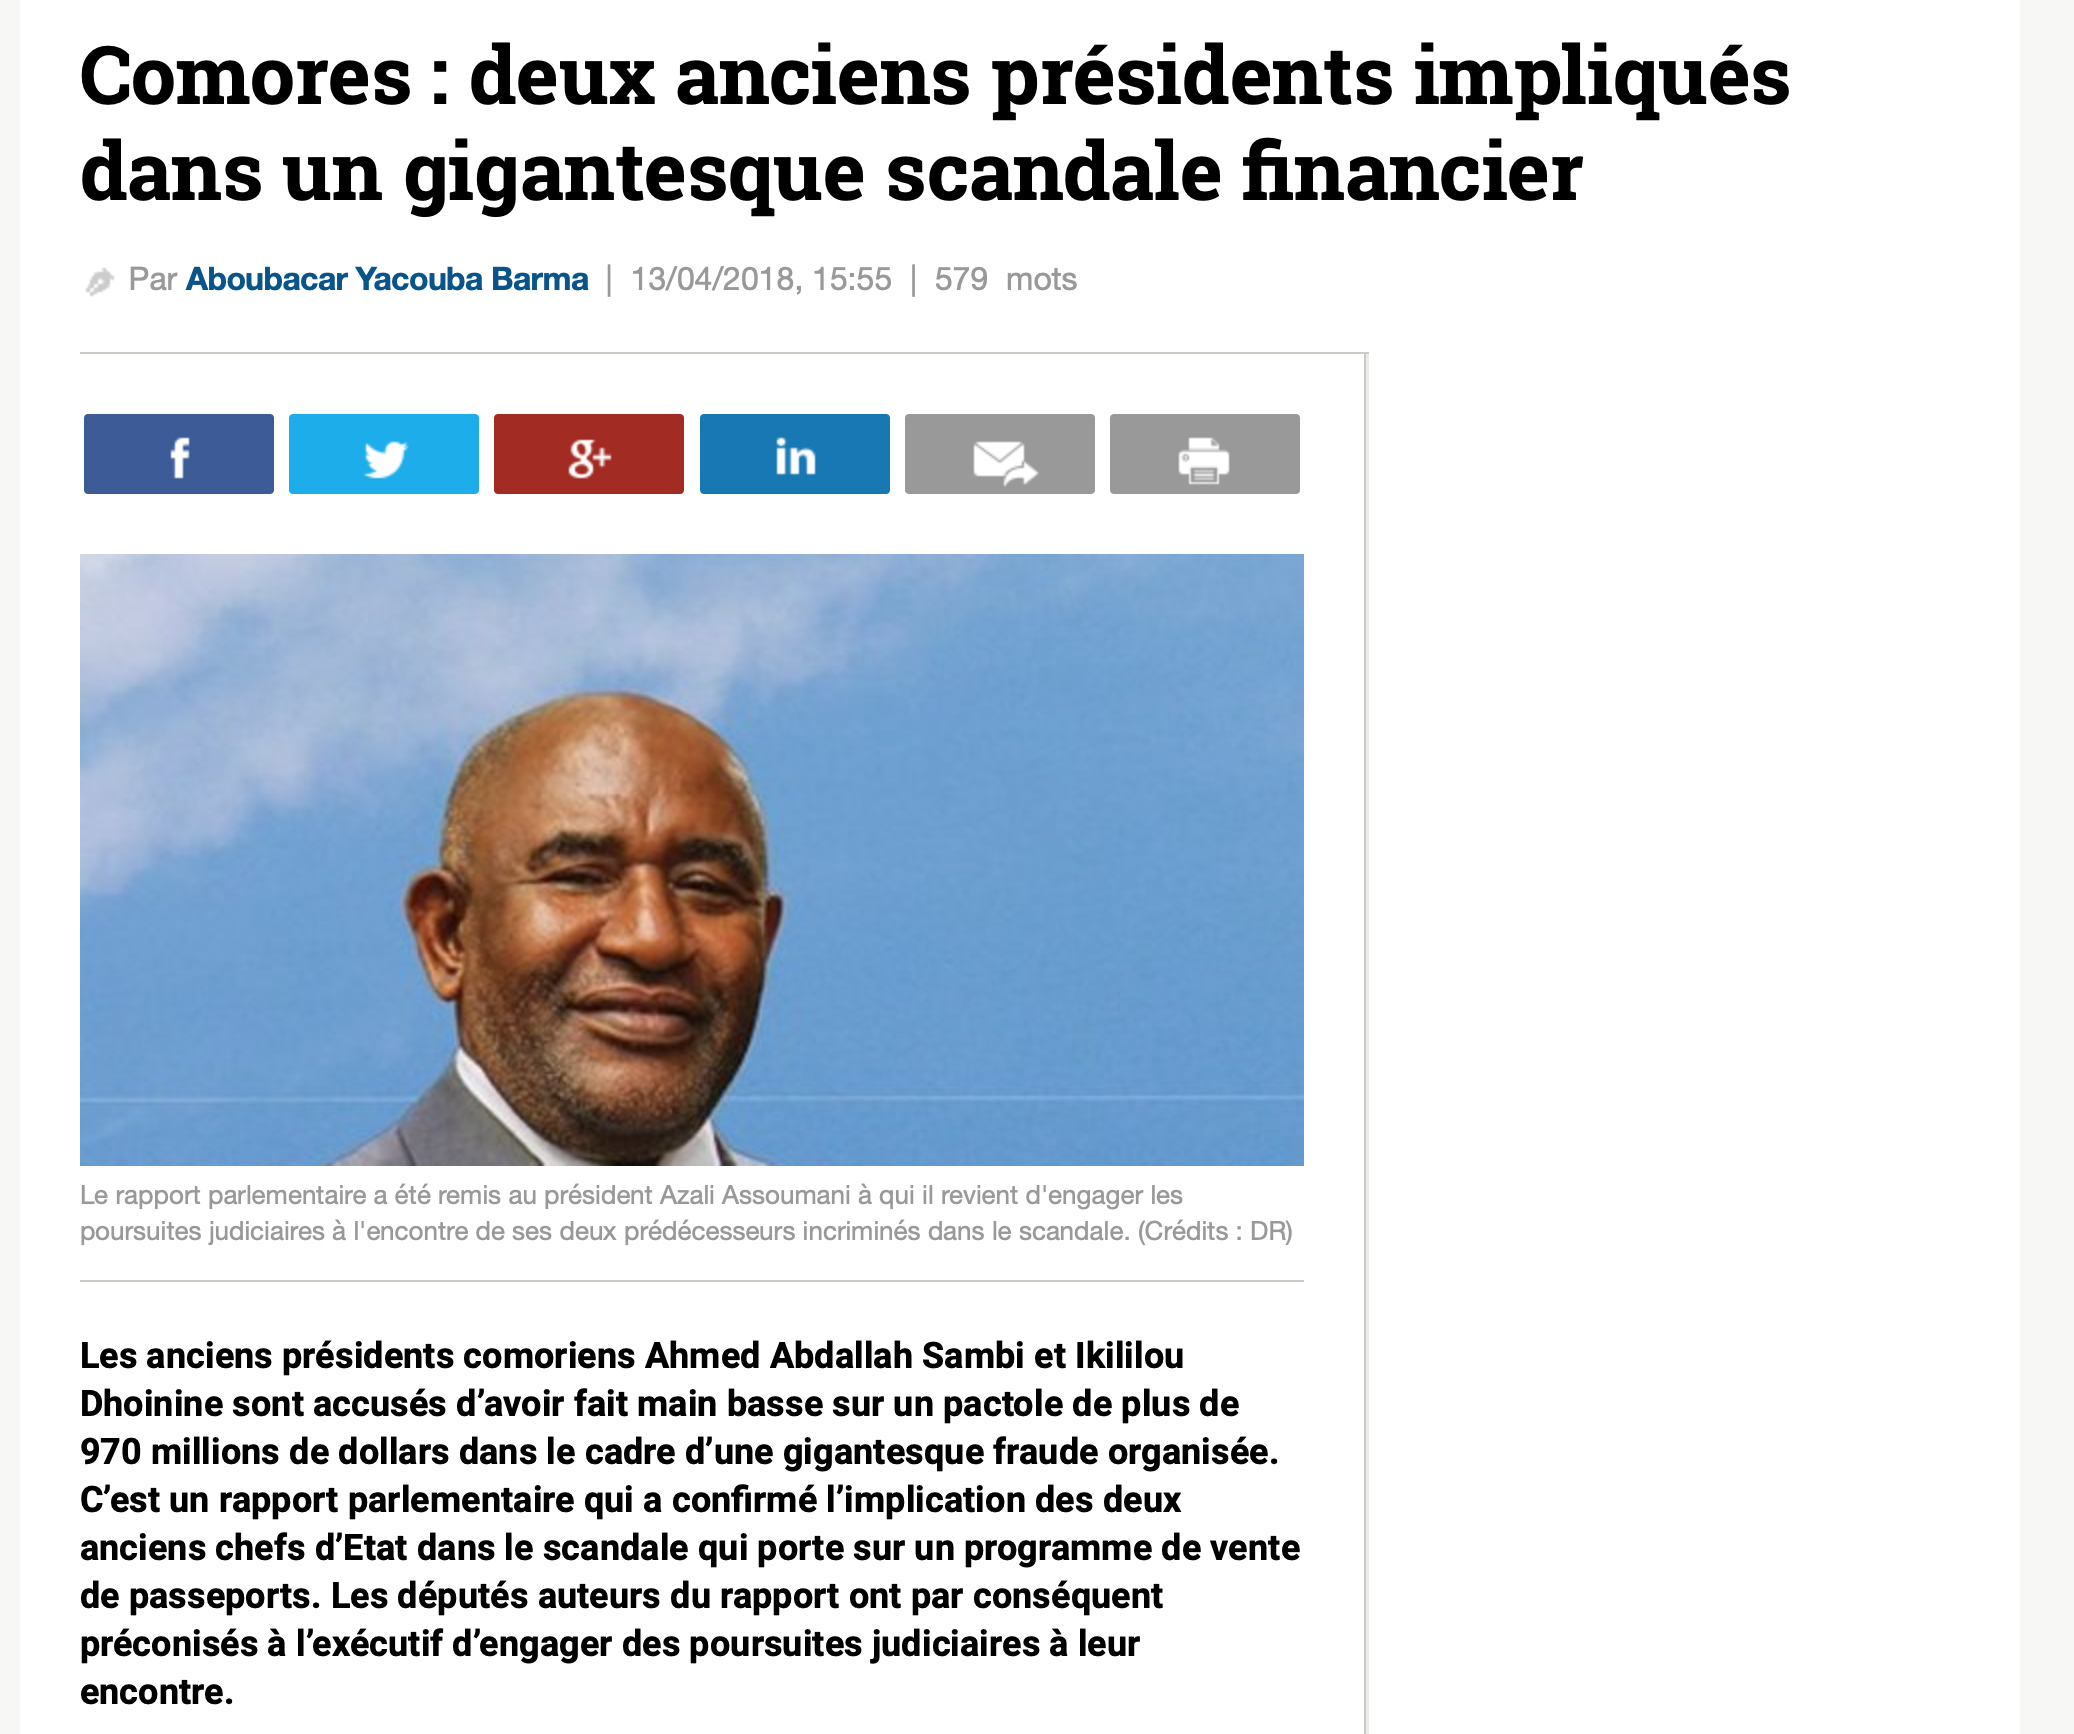 Comores : deux anciens présidents impliqués
dans un gigantesque scandale financier
Par Aboubacar Yacouba Barma | 13/04/2018, 15:55 | 579 mots
f g+ in
Le rapport parlementaire a été remis au président Azali Assoumani à qui il revient d'engager les
poursuites judiciaires à l'encontre de ses deux prédécesseurs incriminés dans le scandale. (Crédits : DR)
Les anciens présidents comoriens Ahmed Abdallah Sambi et Ikililou
Dhoinine sont accusés d’avoir fait main basse sur un pactole de plus de
970 millions de dollars dans le cadre d’une gigantesque fraude organisée.
C’est un rapport parlementaire qui a confirmé l’implication des deux
anciens chefs d’Etat dans le scandale qui porte sur un programme de vente
de passeports. Les députés auteurs du rapport ont par conséquent
préconisés à l’exécutif d’engager des poursuites judiciaires à leur
encontre.